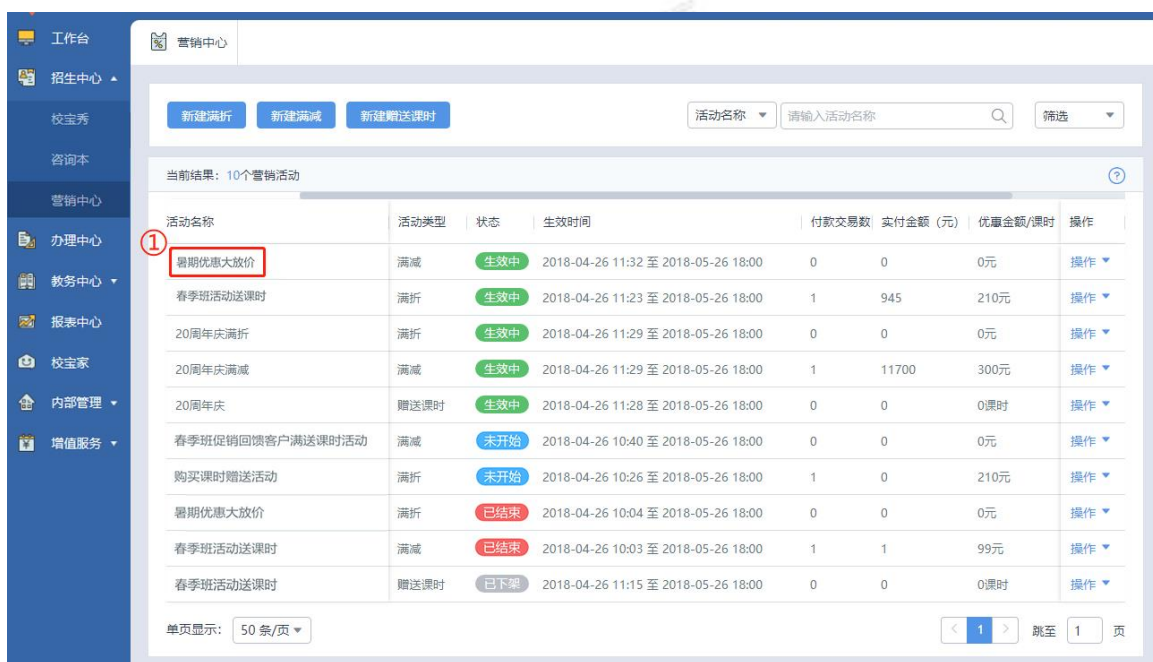 工作台
招生中心
校宝秀
咨询本
营销中心
办理中心
教务中心
报表中心
校宝家
内部管理
增值服务
营销中心
新建满折 新建满减 新建赠送课时 活动名称 请输入活动名称 筛选
当前结果：10个营销活动
活动名称 活动类型 状态 生效时间 付款交易数 实付金额（元） 优惠金额/课时 操作
①
暑期优惠大放价 满减 生效中 2018-04-26 11:32 至 2018-05-26 18:00 0 0 0元 操作
春季班活动送课时 满折 生效中 2018-04-26 11:23 至 2018-05-26 18:00 1 945 210元 操作
20周年庆满折 满折 生效中 2018-04-26 11:29 至 2018-05-26 18:00 0 0 0元 操作
20周年庆满减 满减 生效中 2018-04-26 11:29 至 2018-05-26 18:00 1 11700 300元 操作
20周年庆 赠送课时 生效中 2018-04-26 11:28 至 2018-05-26 18:00 0 0 0课时 操作
春季班促销回馈客户满送课时活动 满减 未开始 2018-04-26 10:40 至 2018-05-26 18:00 0 0 0元 操作
购买课时赠送活动 满折 未开始 2018-04-26 10:26 至 2018-05-26 18:00 1 0 210元 操作
暑期优惠大放价 满折 已结束 2018-04-26 10:04 至 2018-05-26 18:00 0 0 0元 操作
春季班活动送课时 满减 已结束 2018-04-26 10:03 至 2018-05-26 18:00 1 1 99元 操作
春季班活动送课时 赠送课时 已下架 2018-04-26 11:15 至 2018-05-26 18:00 0 0 0课时 操作
单页显示： 50 条/页 < 1 > 跳至 1 页